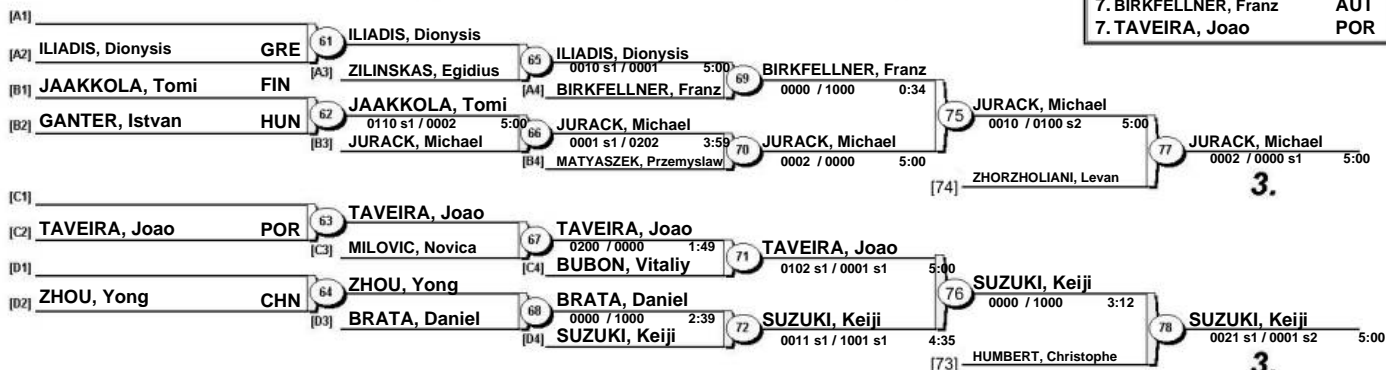 7. BIRKFELLNER, Franz AUT
7. TAVEIRA, Joao POR
[A1]
[A2] ILIADIS, Dionysis GRE
61 ILIADIS, Dionysis
[A3] ZILINSKAS, Egidius
65 ILIADIS, Dionysis
0010 s1 / 0001 5:00
[A4] BIRKFELLNER, Franz
69 BIRKFELLNER, Franz
0000 / 1000 0:34
[B1] JAAKKOLA, Tomi FIN
[B2] GANTER, Istvan HUN
62 JAAKKOLA, Tomi
0110 s1 / 0002 5:00
[B3] JURACK, Michael
66 JURACK, Michael
0001 s1 / 0202 3:59
[B4] MATYASZEK, Przemyslaw
70 JURACK, Michael
0002 / 0000 5:00
75 JURACK, Michael
0010 / 0100 s2 5:00
[74] ZHORZHOLIANI, Levan
77 JURACK, Michael
0002 / 0000 s1 5:00
3.
[C1]
[C2] TAVEIRA, Joao POR
63 TAVEIRA, Joao
[C3] MILOVIC, Novica
67 TAVEIRA, Joao
0200 / 0000 1:49
[C4] BUBON, Vitaliy
71 TAVEIRA, Joao
0102 s1 / 0001 s1 5:00
[D1]
[D2] ZHOU, Yong CHN
64 ZHOU, Yong
[D3] BRATA, Daniel
68 BRATA, Daniel
0000 / 1000 2:39
[D4] SUZUKI, Keiji
72 SUZUKI, Keiji
0011 s1 / 1001 s1 4:35
76 SUZUKI, Keiji
0000 / 1000 3:12
[73] HUMBERT, Christophe
78 SUZUKI, Keiji
0021 s1 / 0001 s2 5:00
3.